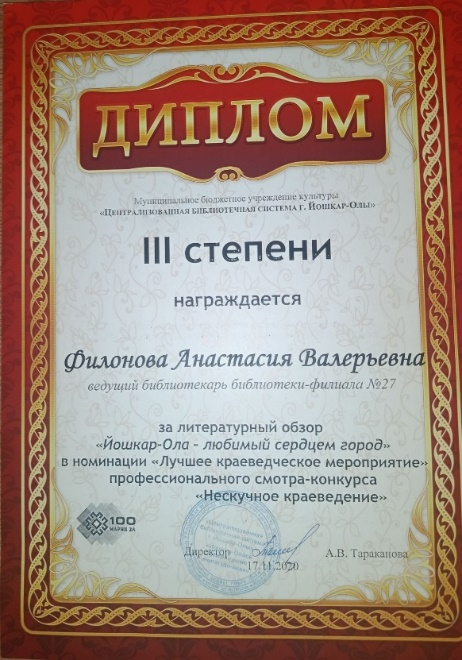 ДИПЛОМ
Муниципальное бюджетное учреждение культуры
«Централизованная библиотечная система г. Йошкар-Олы»
III степени
награждается
Филонова Анастасия Валерьевна
ведущий библиотекарь библиотеки-филиала №27
за литературный обзор
«Йошкар-Ола - любимый сердцем город»
в номинации «Лучшее краеведческое мероприятие»
профессионального смотра-конкурса
«Нескучное краеведение»
100
МАРИЙ ЭЛ
Директор
А.В. Тараканова
17.11.2020